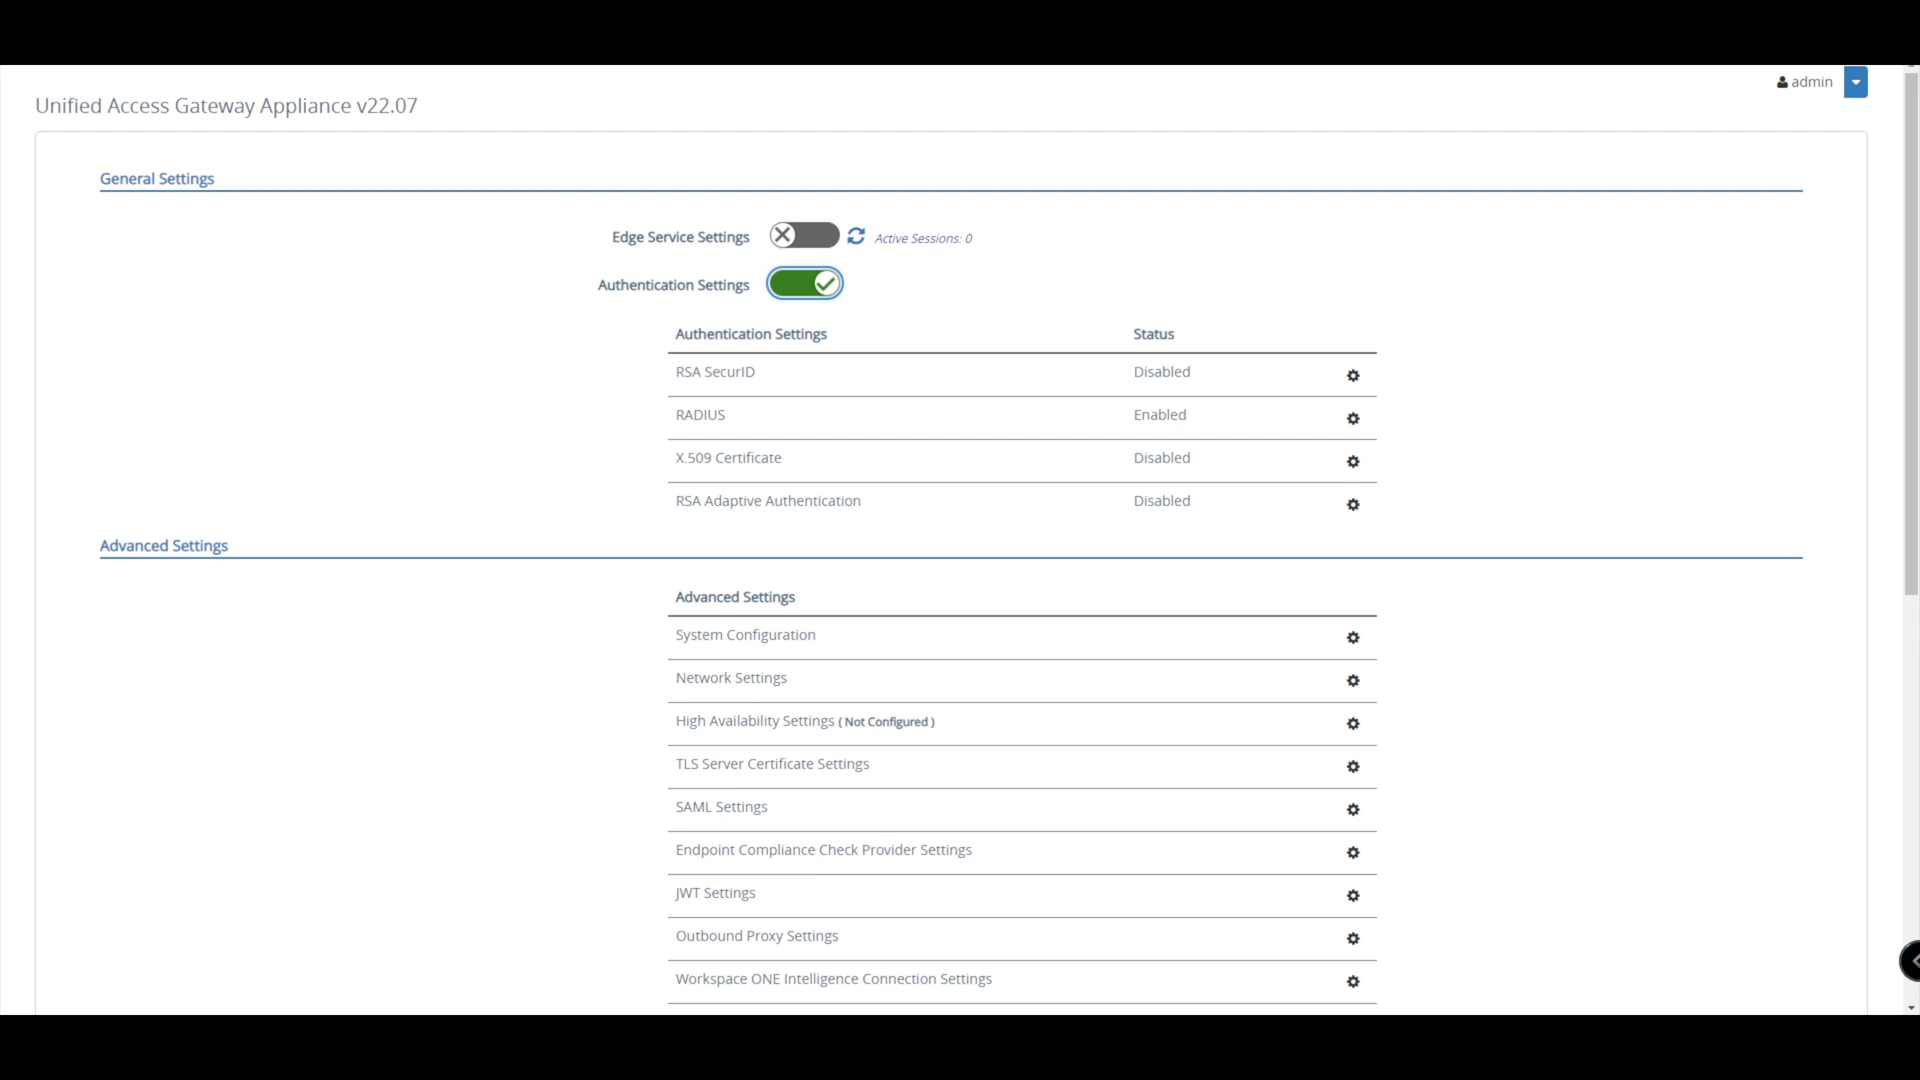 admin
Unified Access Gateway Appliance v22.07
General Settings
Edge Service Settings Active Sessions: 0
Authentication Settings
Authentication Settings Status
RSA SecurID Disabled
RADIUS Enabled
X.509 Certificate Disabled
RSA Adaptive Authentication Disabled
Advanced Settings
Advanced Settings
System Configuration
Network Settings
High Availability Settings ( Not Configured )
TLS Server Certificate Settings
SAML Settings
Endpoint Compliance Check Provider Settings
JWT Settings
Outbound Proxy Settings
Workspace ONE Intelligence Connection Settings